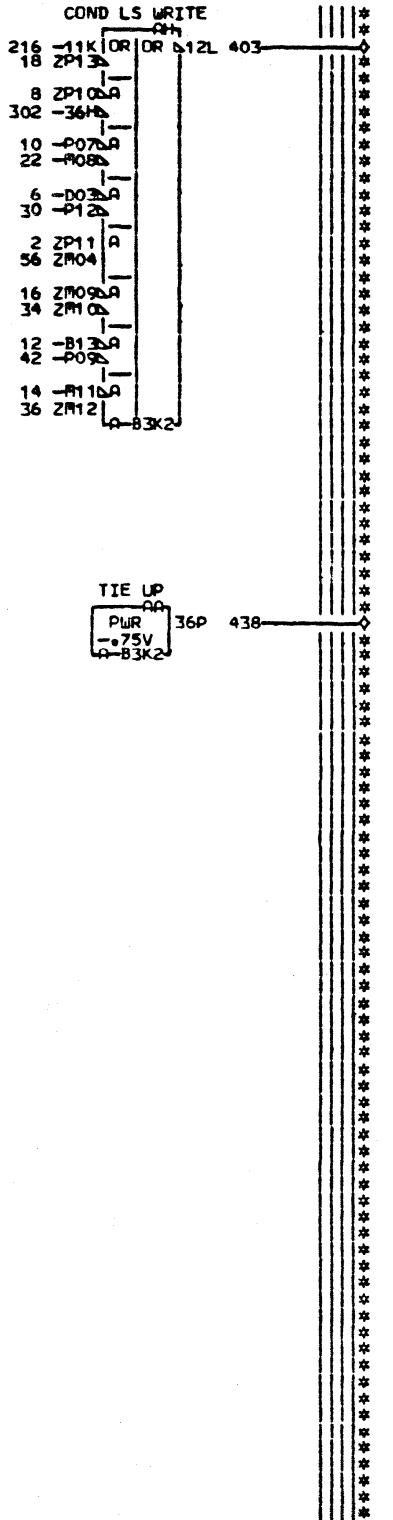 COND LS WRITE
AH
216 -11K OR OR 12L 403
18 ZP13
8 ZP10 A
302 -36H
10 -P07 A
22 -M08
6 -D03 A
30 -P12
2 ZP11 A
56 ZM04
16 ZM09 A
34 ZM10
12 -B13 A
42 -P09
14 -M11 A
36 ZM12
A-B3K2
TIE UP
AA
PWR 36P 438
-.75V
A-B3K2